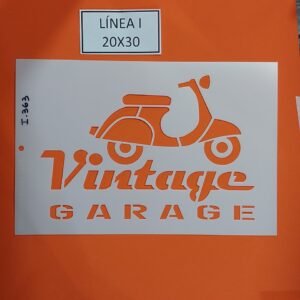 LÍNEA I
20X30
I-363
Vintage
GARAGE